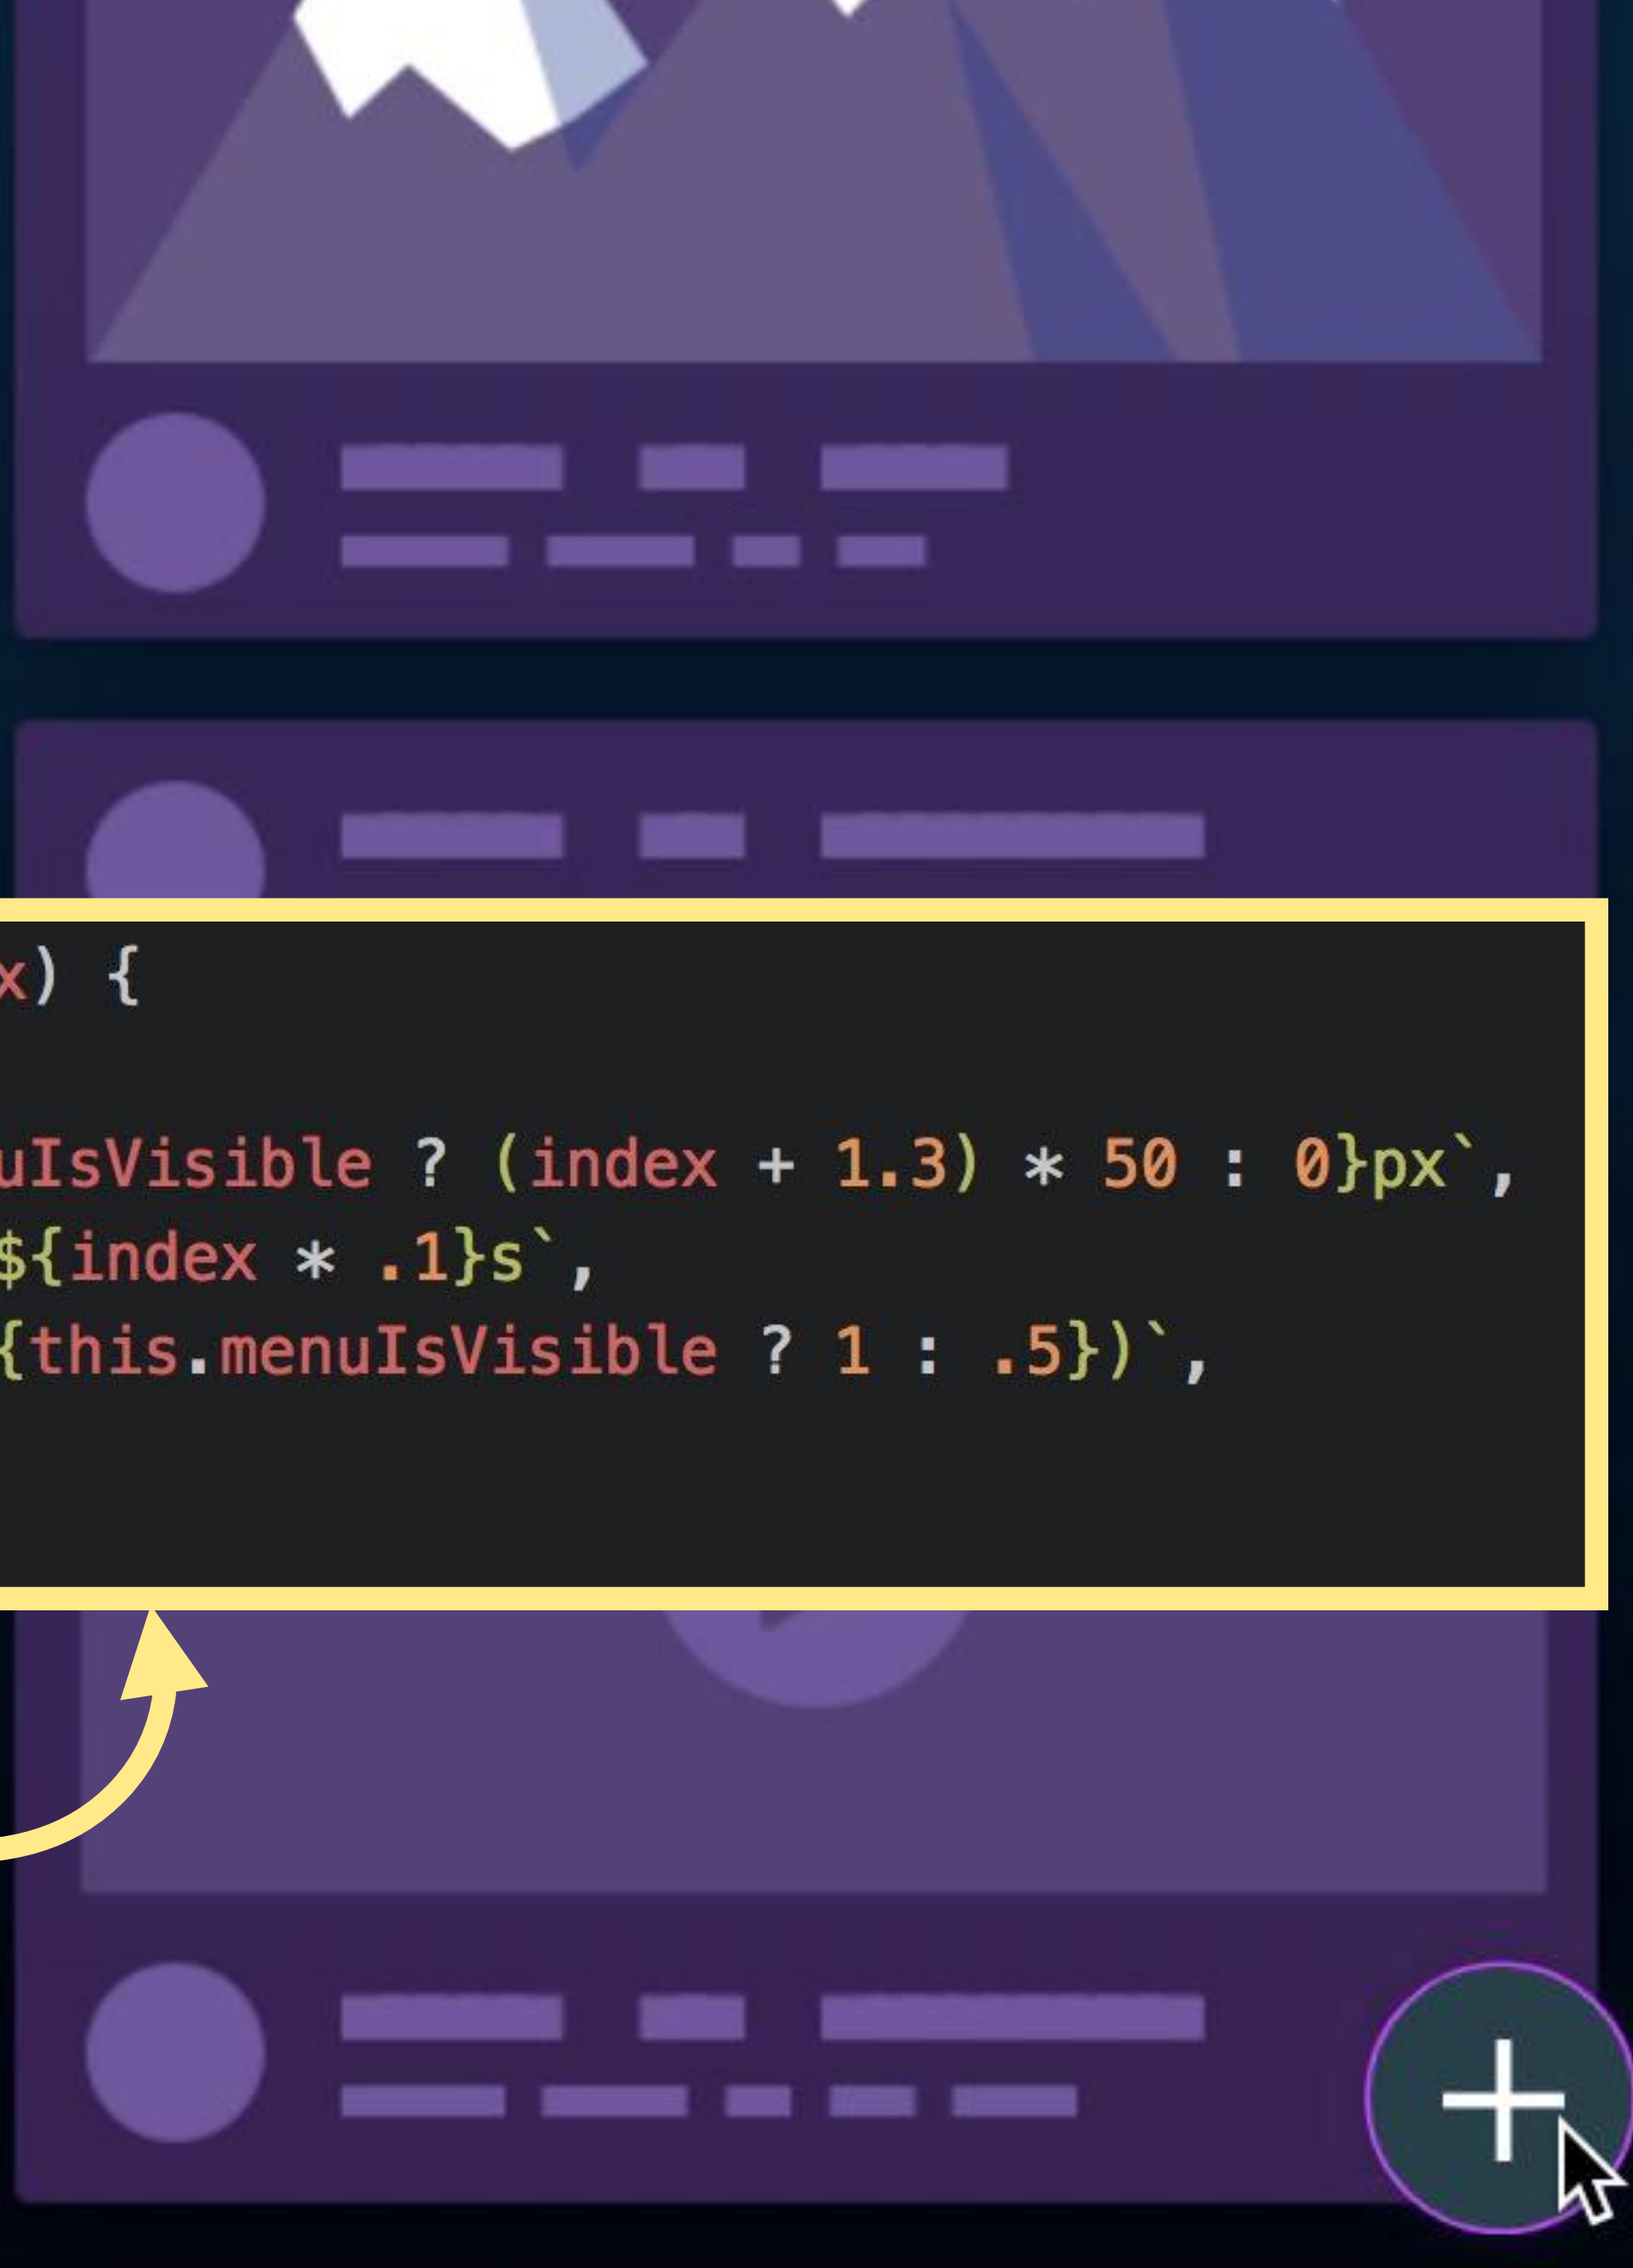 x) {
uIsVisible ? (index + 1.3) * 50 : 0}px`,
${index * .1}s`,
{this.menuIsVisible ? 1 : .5})`,